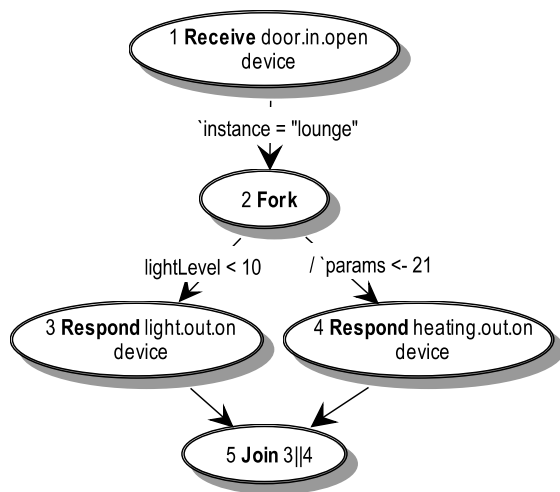 1 Receive door.in.open
device
`instance = "lounge"
2 Fork
lightLevel < 10
/ `params <- 21
3 Respond light.out.on
device
4 Respond heating.out.on
device
5 Join 3||4